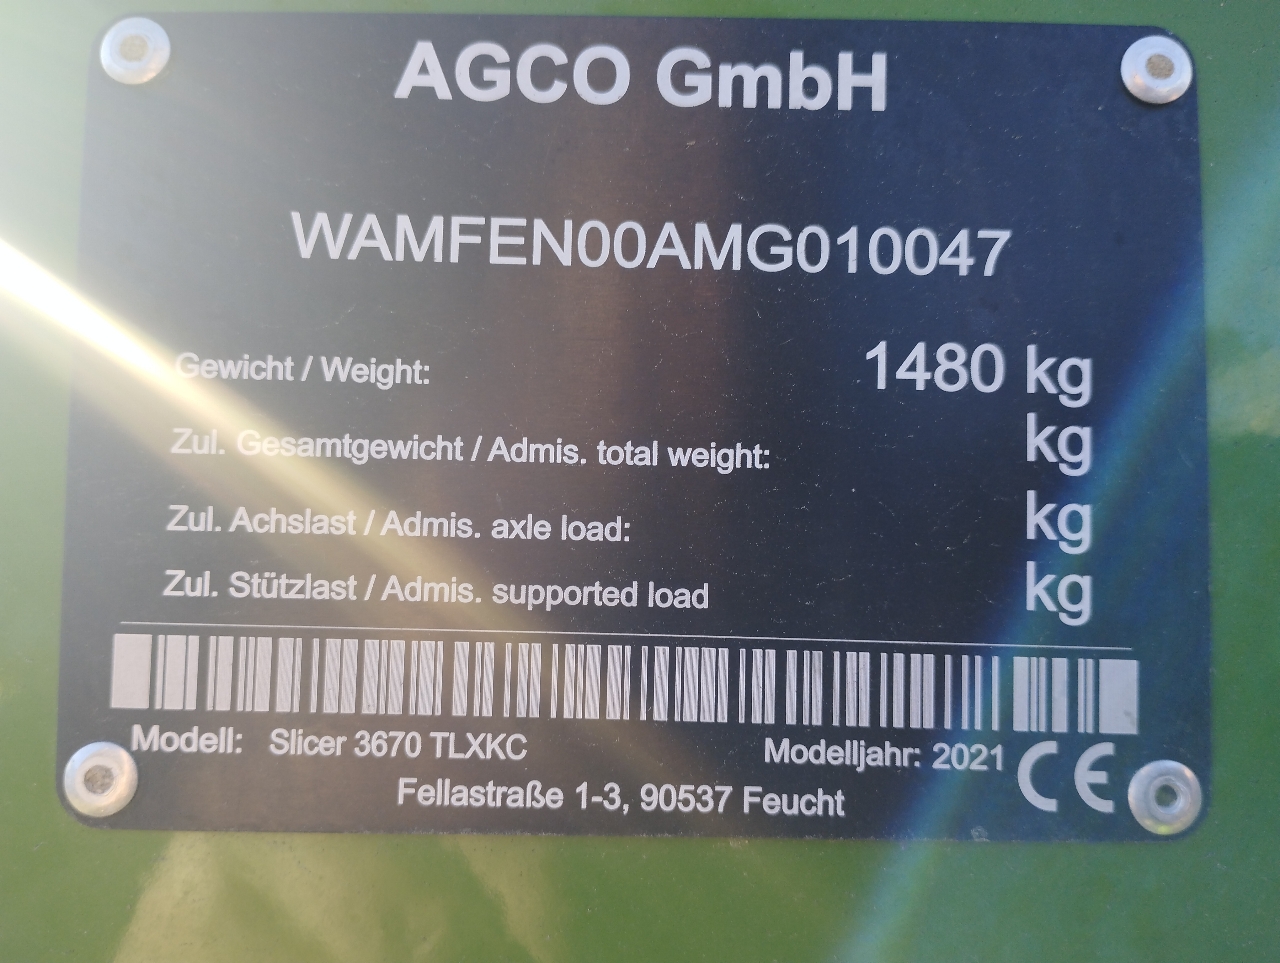 AGCO GmbH
WAMFEN00AMG010047
Gewicht / Weight: 1480 kg
Zul. Gesamtgewicht / Admis. total weight: kg
Zul. Achslast / Admis. axle load: kg
Zul. Stützlast / Admis. supported load kg
Modell: Slicer 3670 TLXKC Modelljahr: 2021 CE
Fellastraße 1-3, 90537 Feucht